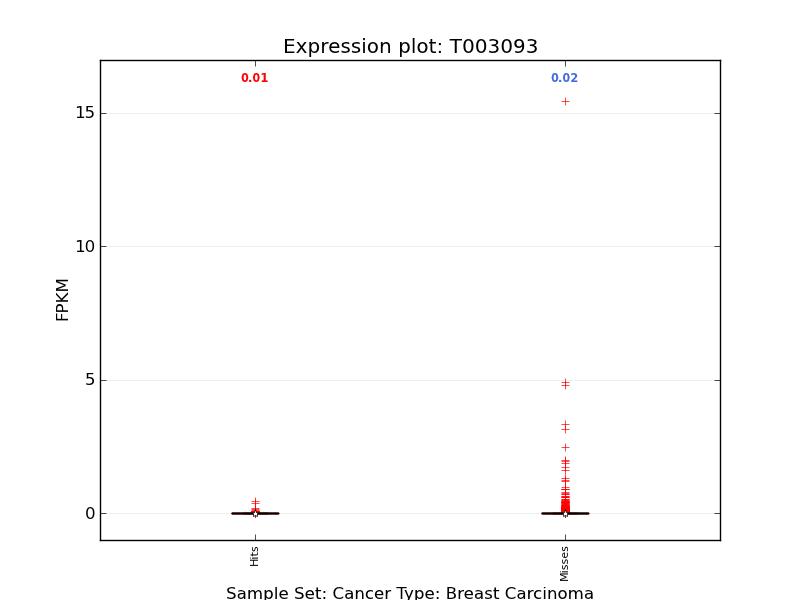 Expression plot: T003093
0.01
0.02
15
10
5
0
FPKM
Hits
Misses
Sample Set: Cancer Type: Breast Carcinoma